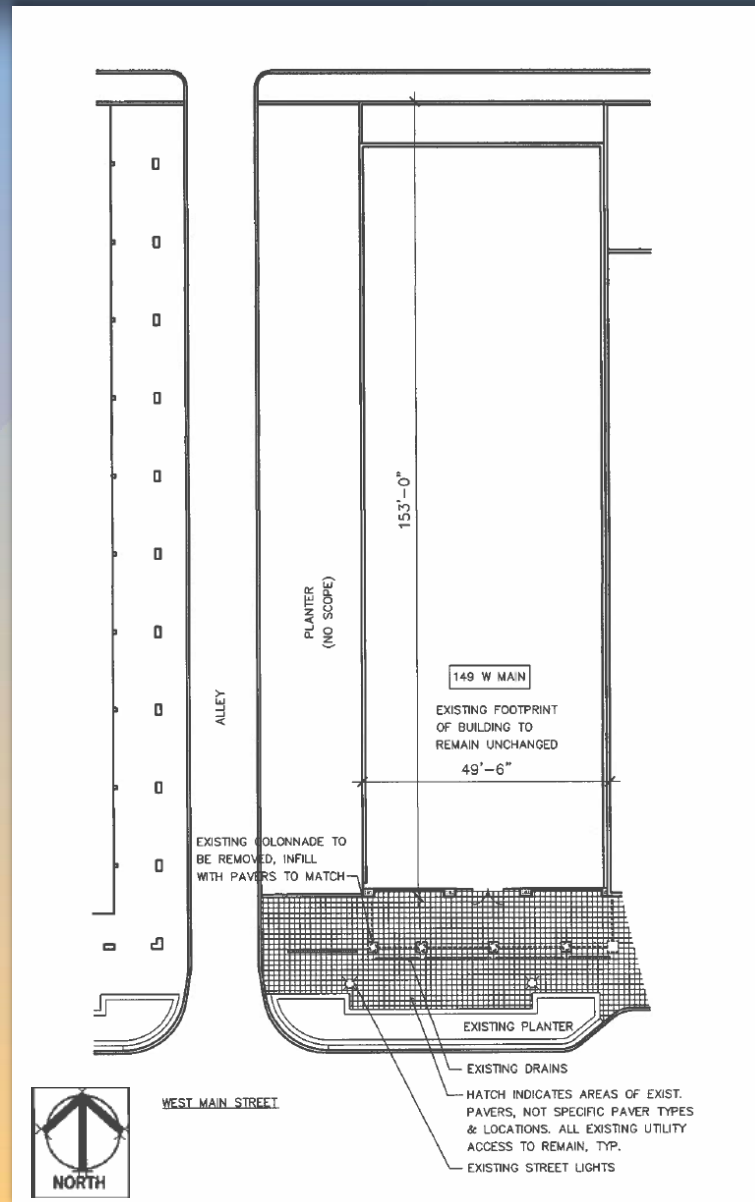 153'-0"
PLANTER
(NO SCOPE)
ALLEY
149 W MAIN
EXISTING FOOTPRINT
OF BUILDING TO
REMAIN UNCHANGED
49'-6"
EXISTING COLONNADE TO
BE REMOVED, INFILL
WITH PAVERS TO MATCH
EXISTING PLANTER
EXISTING DRAINS
HATCH INDICATES AREAS OF EXIST.
PAVERS, NOT SPECIFIC PAVER TYPES
& LOCATIONS. ALL EXISTING UTILITY
ACCESS TO REMAIN, TYP.
EXISTING STREET LIGHTS
WEST MAIN STREET
NORTH